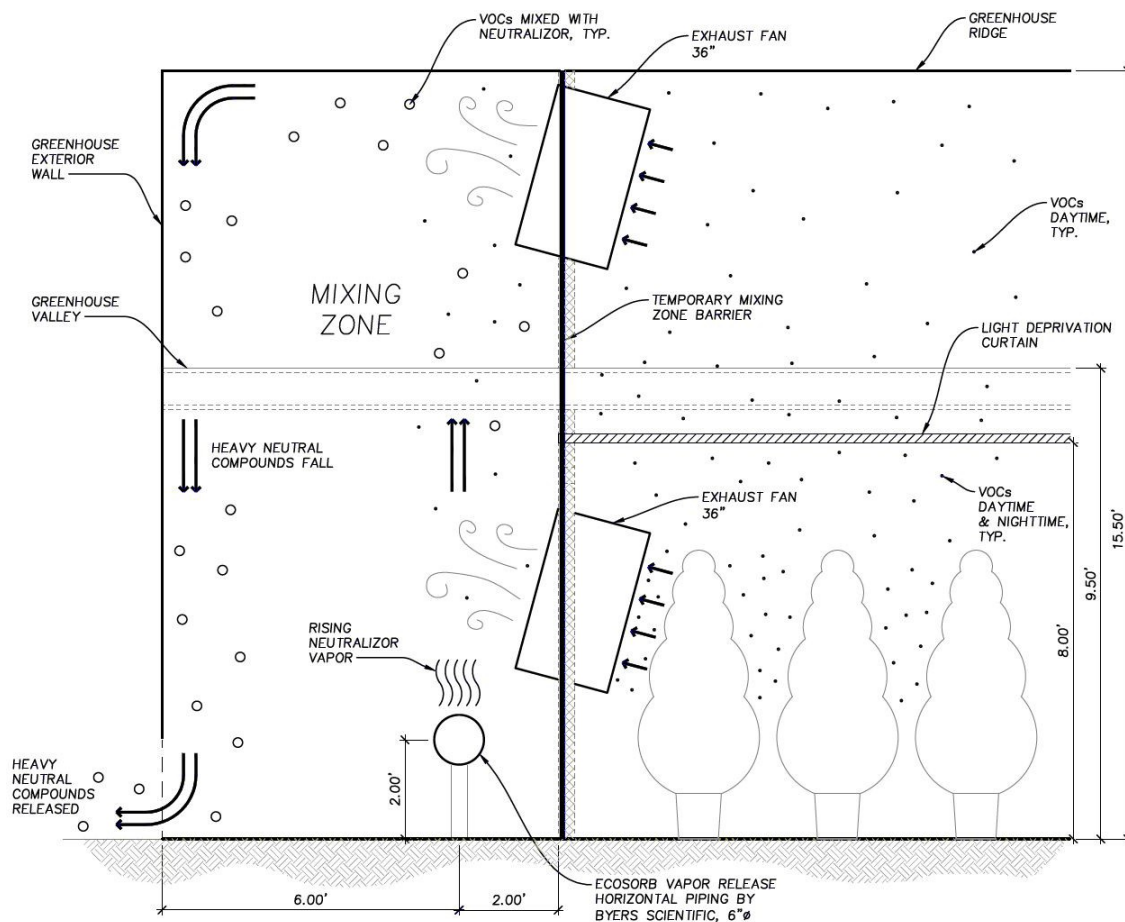 VOCs MIXED WITH
NEUTRALIZOR, TYP.
EXHAUST FAN
36"
GREENHOUSE
RIDGE
GREENHOUSE
EXTERIOR
WALL
VOCs
DAYTIME,
TYP.
MIXING
ZONE
GREENHOUSE
VALLEY
TEMPORARY MIXING
ZONE BARRIER
LIGHT DEPRIVATION
CURTAIN
HEAVY NEUTRAL
COMPOUNDS FALL
EXHAUST FAN
36"
VOCs
DAYTIME
& NIGHTTIME,
TYP.
15.50'
9.50'
8.00'
RISING
NEUTRALIZOR
VAPOR
HEAVY
NEUTRAL
COMPOUNDS
RELEASED
2.00'
6.00'
2.00'
ECOSORB VAPOR RELEASE
HORIZONTAL PIPING BY
BYERS SCIENTIFIC, 6"ø